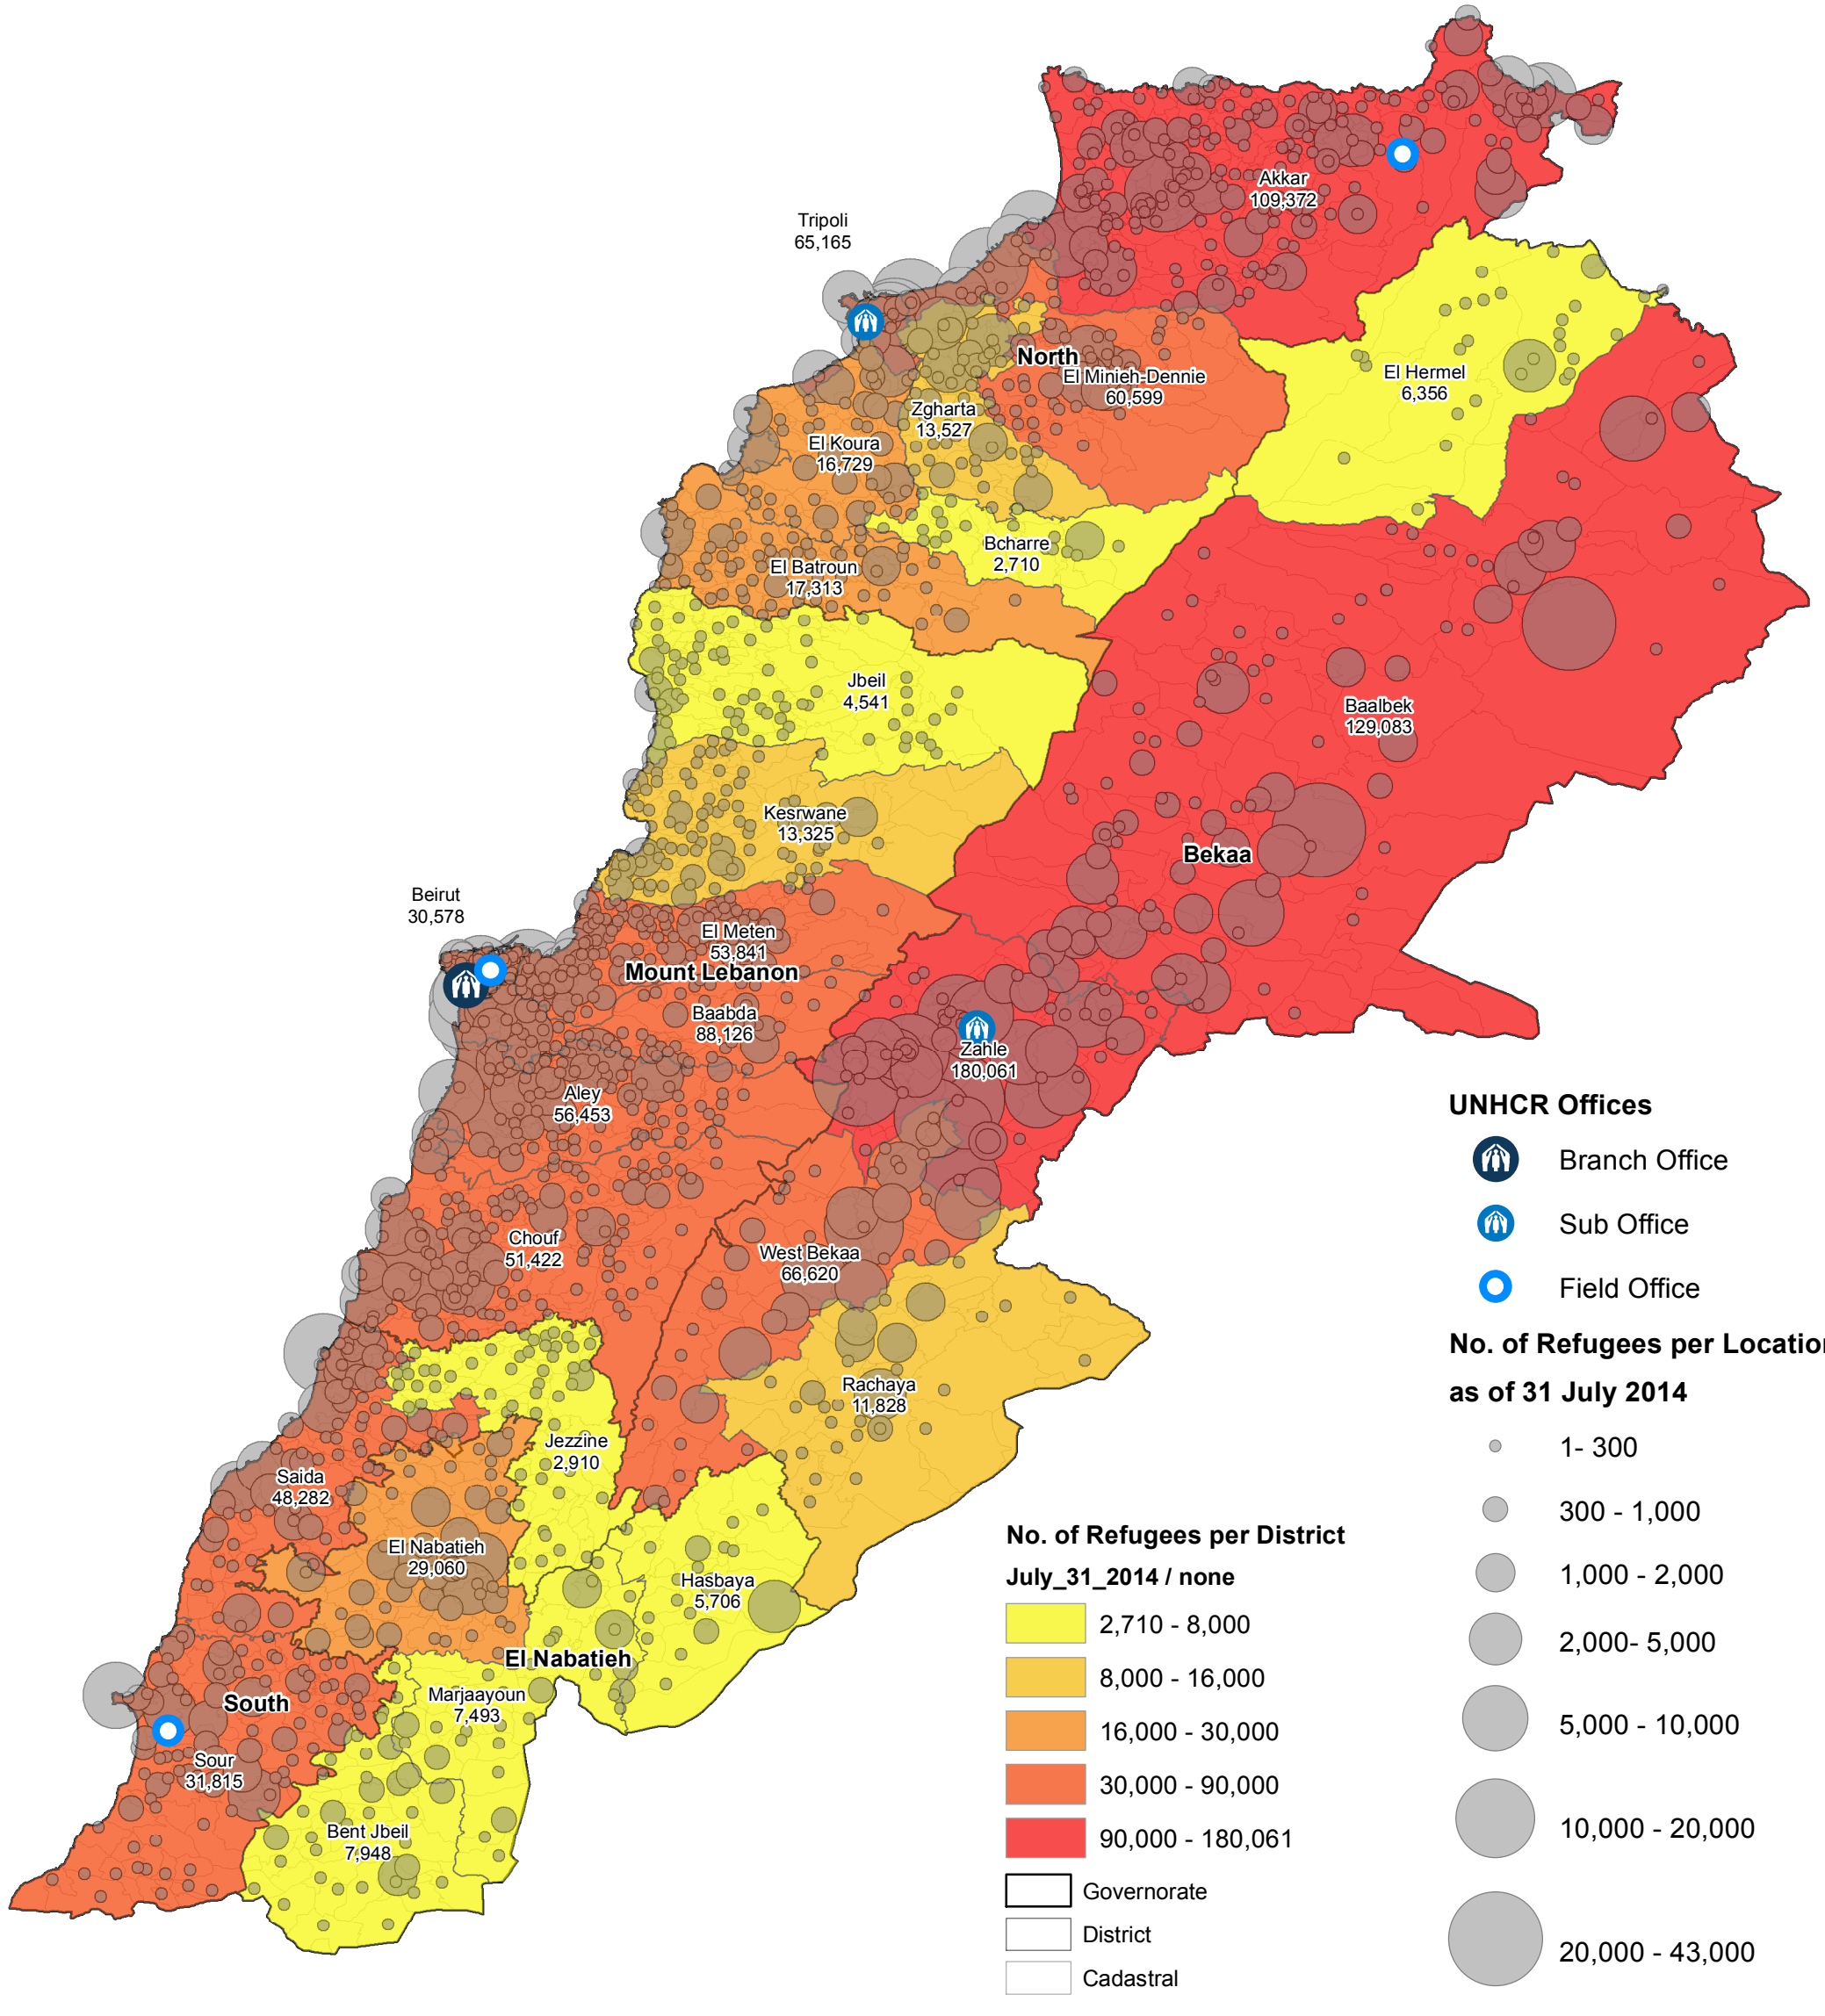 Akkar
109,372
Tripoli
65,165
North
El Minieh-Dennie
60,599
El Hermel
6,356
Zgharta
13,527
El Koura
16,729
Bcharre
2,710
El Batroun
17,313
Jbeil
4,541
Baalbek
129,083
Kesrwane
13,325
Bekaa
Beirut
30,578
El Meten
53,841
Mount Lebanon
Baabda
88,126
Zahle
180,061
Aley
56,453
Chouf
51,422
West Bekaa
66,620
Rachaya
11,828
Jezzine
2,910
Saida
48,282
El Nabatieh
29,060
Hasbaya
5,706
El Nabatieh
Marjaayoun
7,493
South
Sour
31,815
Bent Jbeil
7,948
UNHCR Offices
Branch Office
Sub Office
Field Office
No. of Refugees per Location
as of 31 July 2014
1- 300
300 - 1,000
1,000 - 2,000
2,000- 5,000
5,000 - 10,000
10,000 - 20,000
20,000 - 43,000
No. of Refugees per District
July_31_2014 / none
2,710 - 8,000
8,000 - 16,000
16,000 - 30,000
30,000 - 90,000
90,000 - 180,061
Governorate
District
Cadastral